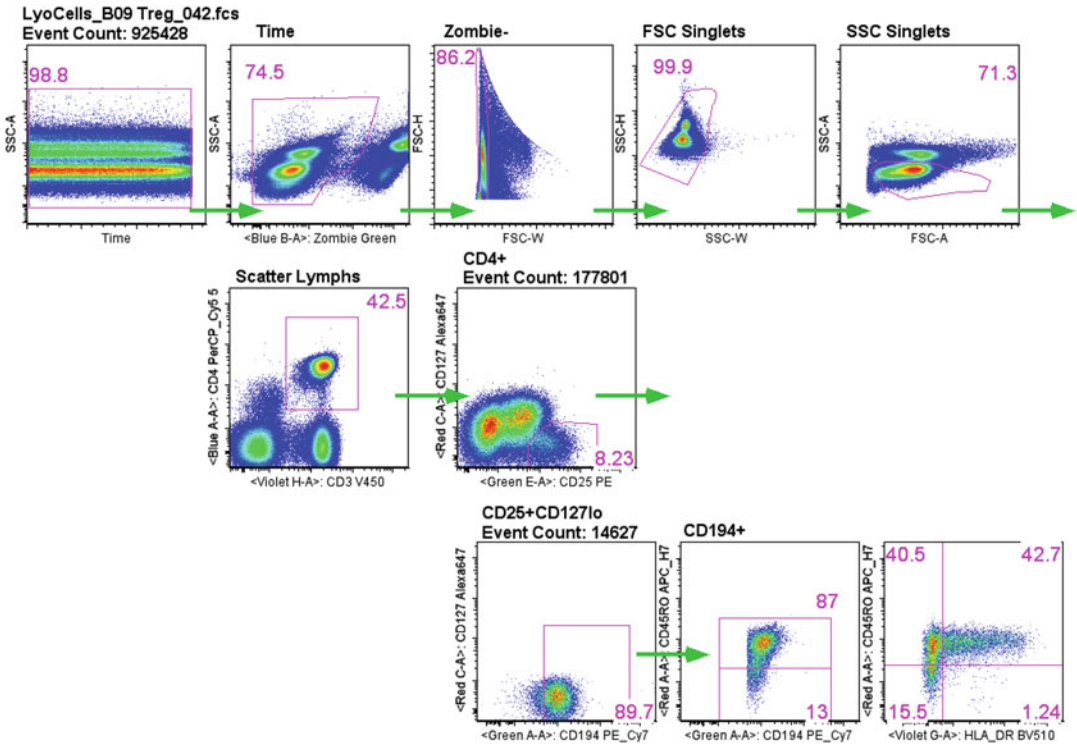 LyoCells_B09 Treg_042.fcs
Event Count: 925428
Time
Zombie-
FSC Singlets
SSC Singlets
98.8
74.5
86.2
99.9
71.3
SSC-A
SSC-A
FSC-H
SSC-H
SSC-A
Time
<Blue B-A>: Zombie Green
FSC-W
SSC-W
FSC-A
Scatter Lymphs
CD4+
Event Count: 177801
42.5
8.23
<Blue A-A>: CD4 PerCP_Cy5 5
<Red C-A>: CD127 Alexa647
<Violet H-A>: CD3 V450
<Green E-A>: CD25 PE
CD25+CD127lo
Event Count: 14627
CD194+
89.7
87
13
40.5
42.7
15.5
1.24
<Red C-A>: CD127 Alexa647
<Red A-A>: CD45RO APC_H7
<Red A-A>: CD45RO APC_H7
<Green A-A>: CD194 PE_Cy7
<Green A-A>: CD194 PE_Cy7
<Violet G-A>: HLA_DR BV510